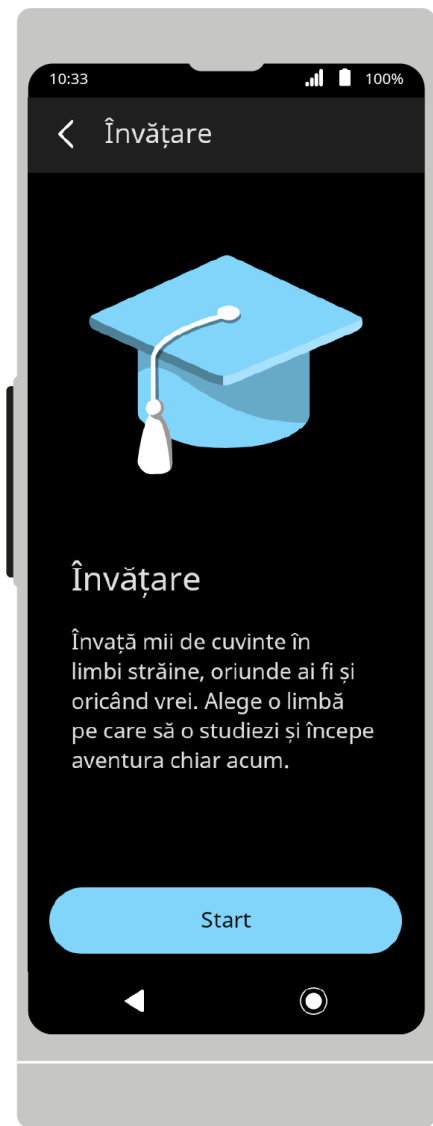 10:33 100%
Învățare
Învățare
Învață mii de cuvinte în
limbi străine, oriunde ai fi și
oricând vrei. Alege o limbă
pe care să o studiezi și începe
aventura chiar acum.
Start